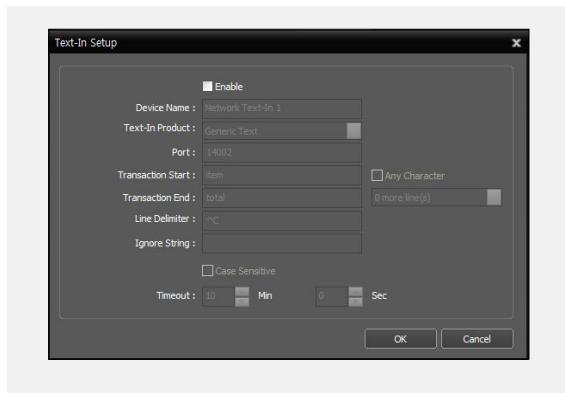 Text-In Setup x
Enable
Device Name : Network Text-In 1
Text-In Product : Generic Text
Port : 14002
Transaction Start : item Any Character
Transaction End : total 0 more line(s)
Line Delimiter : ^C
Ignore String :
Case Sensitive
Timeout : 10 Min 0 Sec
OK Cancel